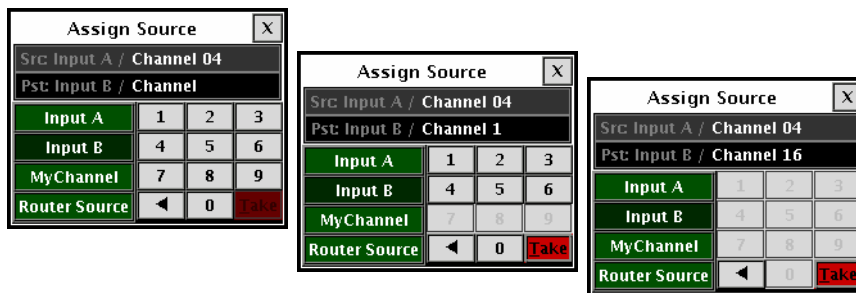 Assign Source X
Src: Input A / Channel 04
Pst: Input B / Channel
Input A 1 2 3
Input B 4 5 6
MyChannel 7 8 9
Router Source ◄ 0 Take
Assign Source X
Src: Input A / Channel 04
Pst: Input B / Channel 1
Input A 1 2 3
Input B 4 5 6
MyChannel 7 8 9
Router Source ◄ 0 Take
Assign Source X
Src: Input A / Channel 04
Pst: Input B / Channel 16
Input A 1 2 3
Input B 4 5 6
MyChannel 7 8 9
Router Source ◄ 0 Take